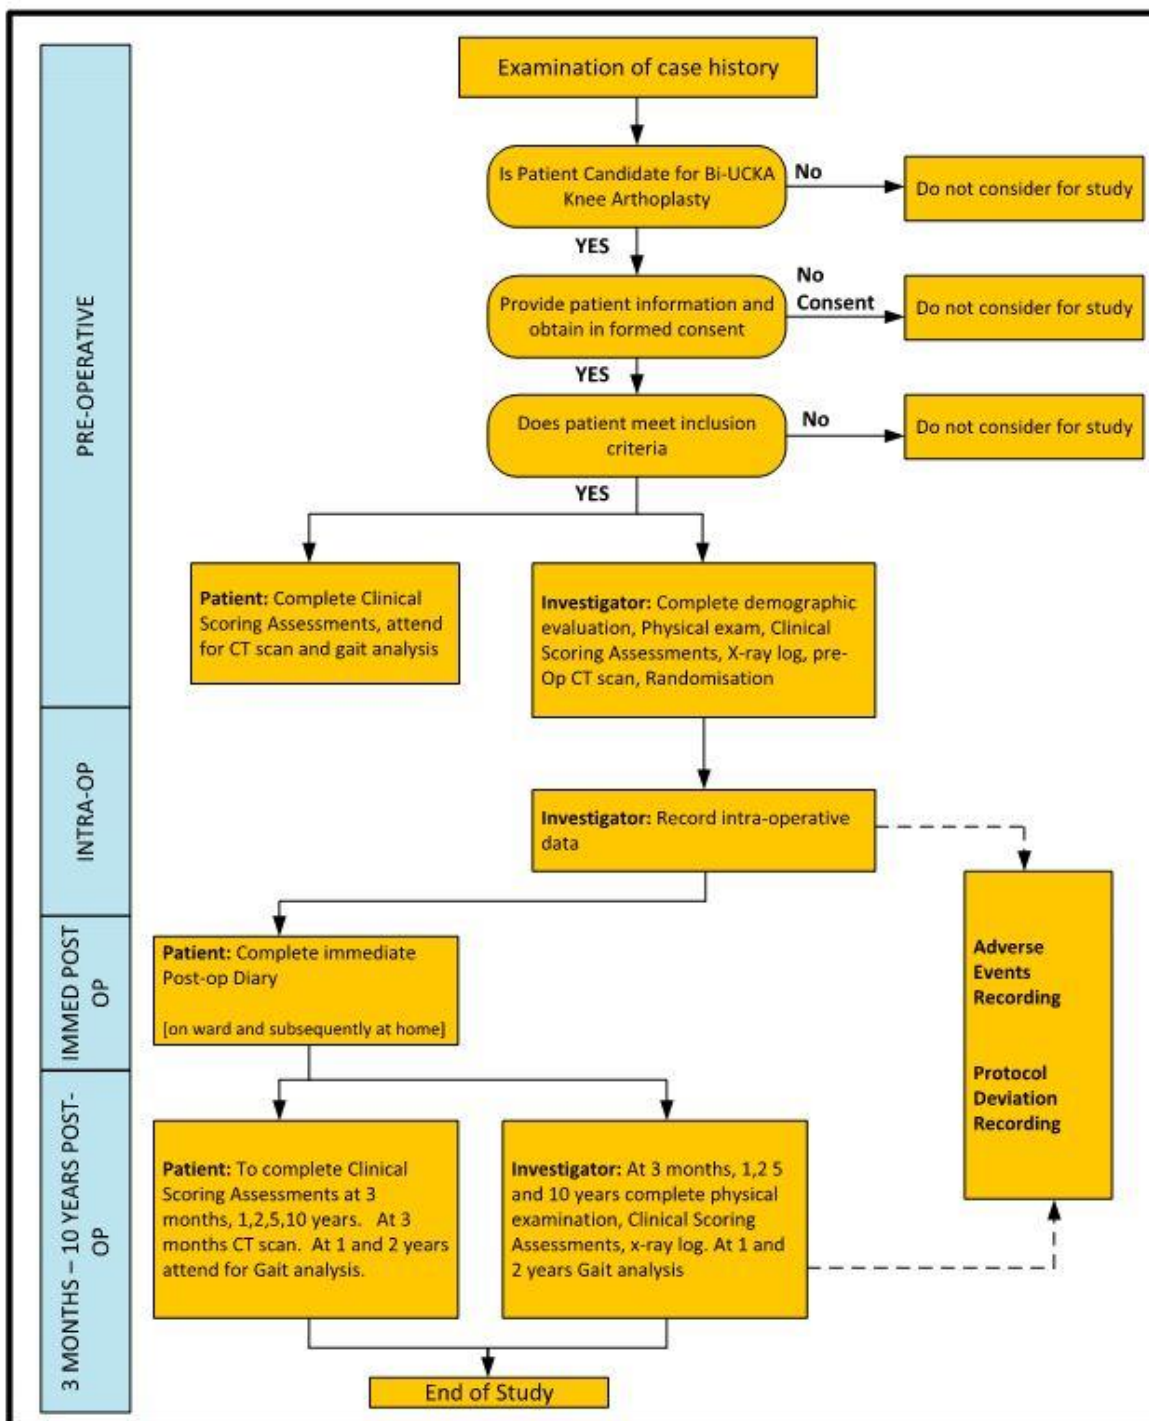 Examination of case history
Is Patient Candidate for Bi-UCKA
Knee Arthoplasty
No
Do not consider for study
YES
Provide patient information and
obtain in formed consent
No
Consent
Do not consider for study
YES
Does patient meet inclusion
criteria
No
Do not consider for study
YES
PRE-OPERATIVE
Patient: Complete Clinical
Scoring Assessments, attend
for CT scan and gait analysis
Investigator: Complete demographic
evaluation, Physical exam, Clinical
Scoring Assessments, X-ray log, pre-
Op CT scan, Randomisation
INTRA-OP
Investigator: Record intra-operative
data
IMMED POST
OP
Patient: Complete immediate
Post-op Diary
[on ward and subsequently at home]
Adverse
Events
Recording
Protocol
Deviation
Recording
3 MONTHS – 10 YEARS POST-
OP
Patient: To complete Clinical
Scoring Assessments at 3
months, 1,2,5,10 years. At 3
months CT scan. At 1 and 2 years
attend for Gait analysis.
Investigator: At 3 months, 1,2 5
and 10 years complete physical
examination, Clinical Scoring
Assessments, x-ray log. At 1 and
2 years Gait analysis
End of Study